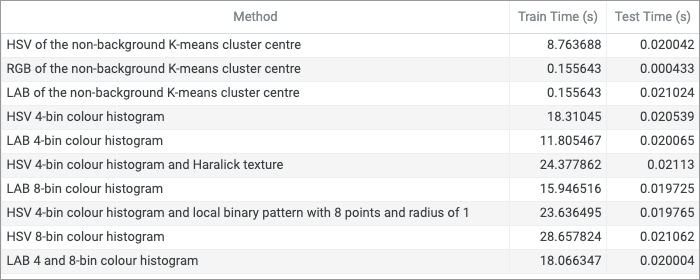 Method Train Time (s) Test Time (s)
HSV of the non-background K-means cluster centre 8.763688 0.020042
RGB of the non-background K-means cluster centre 0.155643 0.000433
LAB of the non-background K-means cluster centre 0.155643 0.021024
HSV 4-bin colour histogram 18.31045 0.020539
LAB 4-bin colour histogram 11.805467 0.020065
HSV 4-bin colour histogram and Haralick texture 24.377862 0.02113
LAB 8-bin colour histogram 15.946516 0.019725
HSV 4-bin colour histogram and local binary pattern with 8 points and radius of 1 23.636495 0.019765
HSV 8-bin colour histogram 28.657824 0.021062
LAB 4 and 8-bin colour histogram 18.066347 0.020004